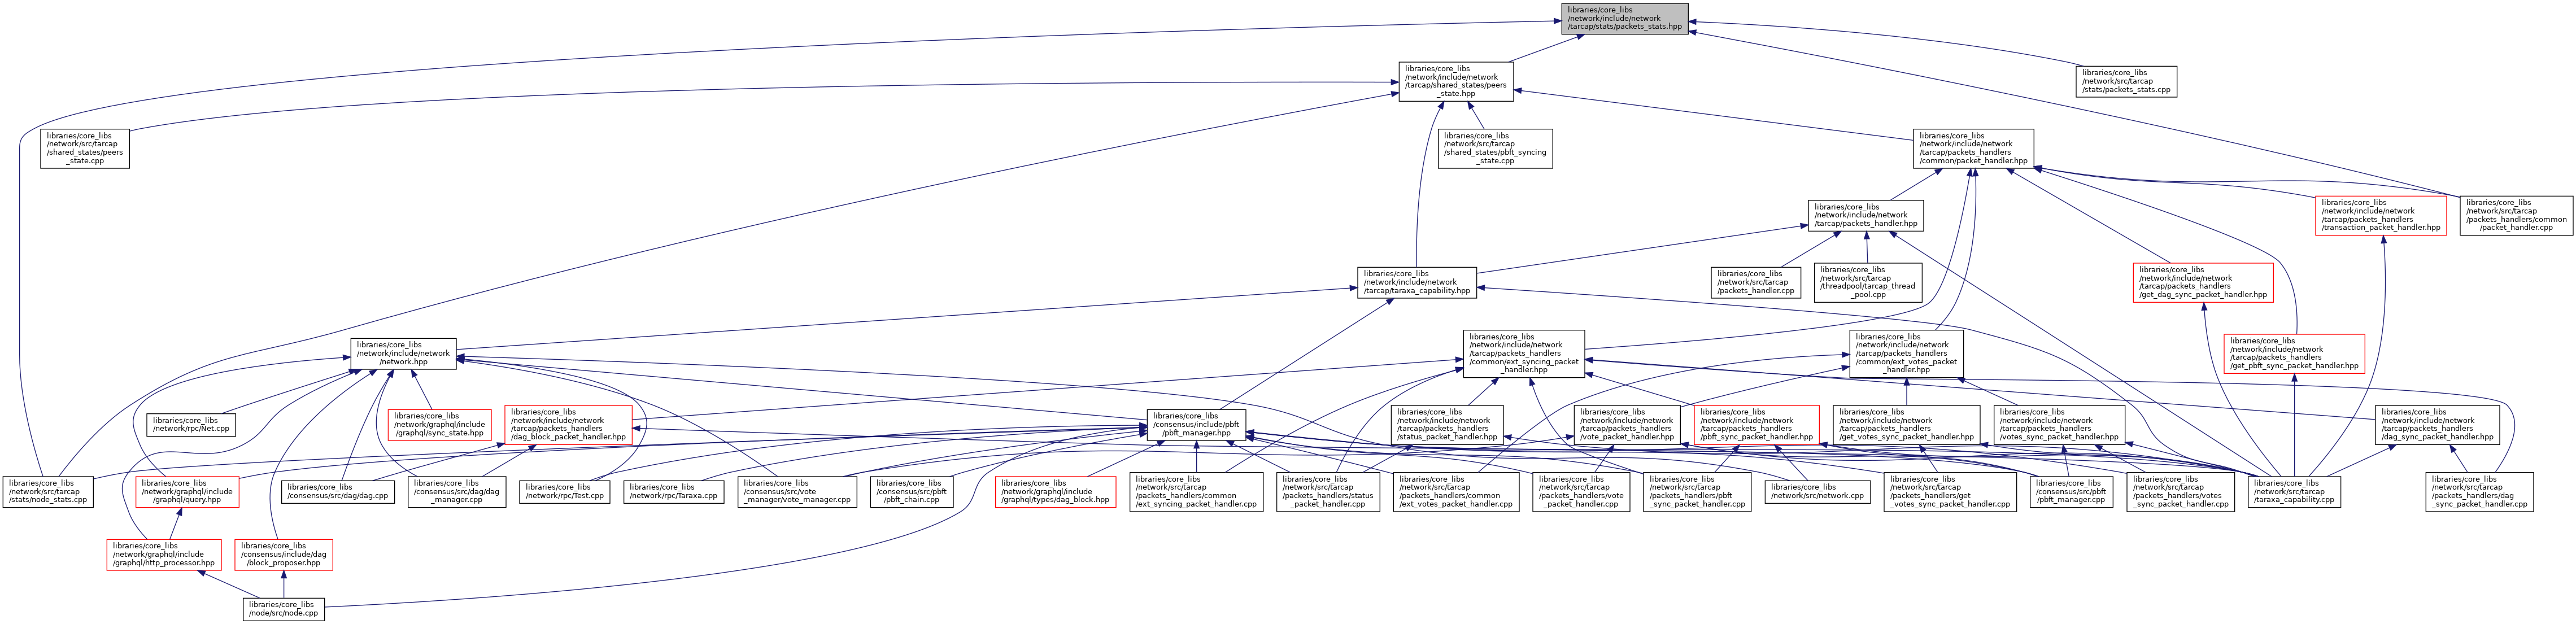 libraries/core_libs
/network/include/network
/tarcap/stats/packets_stats.hpp
libraries/core_libs
/network/include/network
/tarcap/shared_states/peers
_state.hpp
libraries/core_libs
/network/src/tarcap
/stats/packets_stats.cpp
libraries/core_libs
/network/src/tarcap
/shared_states/peers
_state.cpp
libraries/core_libs
/network/src/tarcap
/shared_states/pbft_syncing
_state.cpp
libraries/core_libs
/network/include/network
/tarcap/packets_handlers
/common/packet_handler.hpp
libraries/core_libs
/network/include/network
/tarcap/packets_handler.hpp
libraries/core_libs
/network/include/network
/tarcap/packets_handlers
/transaction_packet_handler.hpp
libraries/core_libs
/network/src/tarcap
/packets_handlers/common
/packet_handler.cpp
libraries/core_libs
/network/include/network
/tarcap/taraxa_capability.hpp
libraries/core_libs
/network/src/tarcap
/packets_handler.cpp
libraries/core_libs
/network/src/tarcap
/threadpool/tarcap_thread
_pool.cpp
libraries/core_libs
/network/include/network
/tarcap/packets_handlers
/get_dag_sync_packet_handler.hpp
libraries/core_libs
/network/include/network
/network.hpp
libraries/core_libs
/network/include/network
/tarcap/packets_handlers
/common/ext_syncing_packet
_handler.hpp
libraries/core_libs
/network/include/network
/tarcap/packets_handlers
/common/ext_votes_packet
_handler.hpp
libraries/core_libs
/network/include/network
/tarcap/packets_handlers
/get_pbft_sync_packet_handler.hpp
libraries/core_libs
/network/rpc/Net.cpp
libraries/core_libs
/network/graphql/include
/graphql/sync_state.hpp
libraries/core_libs
/network/include/network
/tarcap/packets_handlers
/dag_block_packet_handler.hpp
libraries/core_libs
/consensus/include/pbft
/pbft_manager.hpp
libraries/core_libs
/network/include/network
/tarcap/packets_handlers
/status_packet_handler.hpp
libraries/core_libs
/network/include/network
/tarcap/packets_handlers
/vote_packet_handler.hpp
libraries/core_libs
/network/include/network
/tarcap/packets_handlers
/pbft_sync_packet_handler.hpp
libraries/core_libs
/network/include/network
/tarcap/packets_handlers
/get_votes_sync_packet_handler.hpp
libraries/core_libs
/network/include/network
/tarcap/packets_handlers
/votes_sync_packet_handler.hpp
libraries/core_libs
/network/include/network
/tarcap/packets_handlers
/dag_sync_packet_handler.hpp
libraries/core_libs
/network/src/tarcap
/stats/node_stats.cpp
libraries/core_libs
/network/graphql/include
/graphql/query.hpp
libraries/core_libs
/consensus/src/dag/dag.cpp
libraries/core_libs
/consensus/src/dag/dag
_manager.cpp
libraries/core_libs
/network/rpc/Test.cpp
libraries/core_libs
/network/rpc/Taraxa.cpp
libraries/core_libs
/consensus/src/vote
_manager/vote_manager.cpp
libraries/core_libs
/consensus/src/pbft
/pbft_chain.cpp
libraries/core_libs
/network/graphql/include
/graphql/types/dag_block.hpp
libraries/core_libs
/network/src/tarcap
/packets_handlers/common
/ext_syncing_packet_handler.cpp
libraries/core_libs
/network/src/tarcap
/packets_handlers/status
_packet_handler.cpp
libraries/core_libs
/network/src/tarcap
/packets_handlers/common
/ext_votes_packet_handler.cpp
libraries/core_libs
/network/src/tarcap
/packets_handlers/vote
_packet_handler.cpp
libraries/core_libs
/network/src/tarcap
/packets_handlers/pbft
_sync_packet_handler.cpp
libraries/core_libs
/network/src/network.cpp
libraries/core_libs
/network/src/tarcap
/packets_handlers/get
_votes_sync_packet_handler.cpp
libraries/core_libs
/consensus/src/pbft
/pbft_manager.cpp
libraries/core_libs
/network/src/tarcap
/packets_handlers/votes
_sync_packet_handler.cpp
libraries/core_libs
/network/src/tarcap
/taraxa_capability.cpp
libraries/core_libs
/network/src/tarcap
/packets_handlers/dag
_sync_packet_handler.cpp
libraries/core_libs
/network/graphql/include
/graphql/http_processor.hpp
libraries/core_libs
/consensus/include/dag
/block_proposer.hpp
libraries/core_libs
/node/src/node.cpp